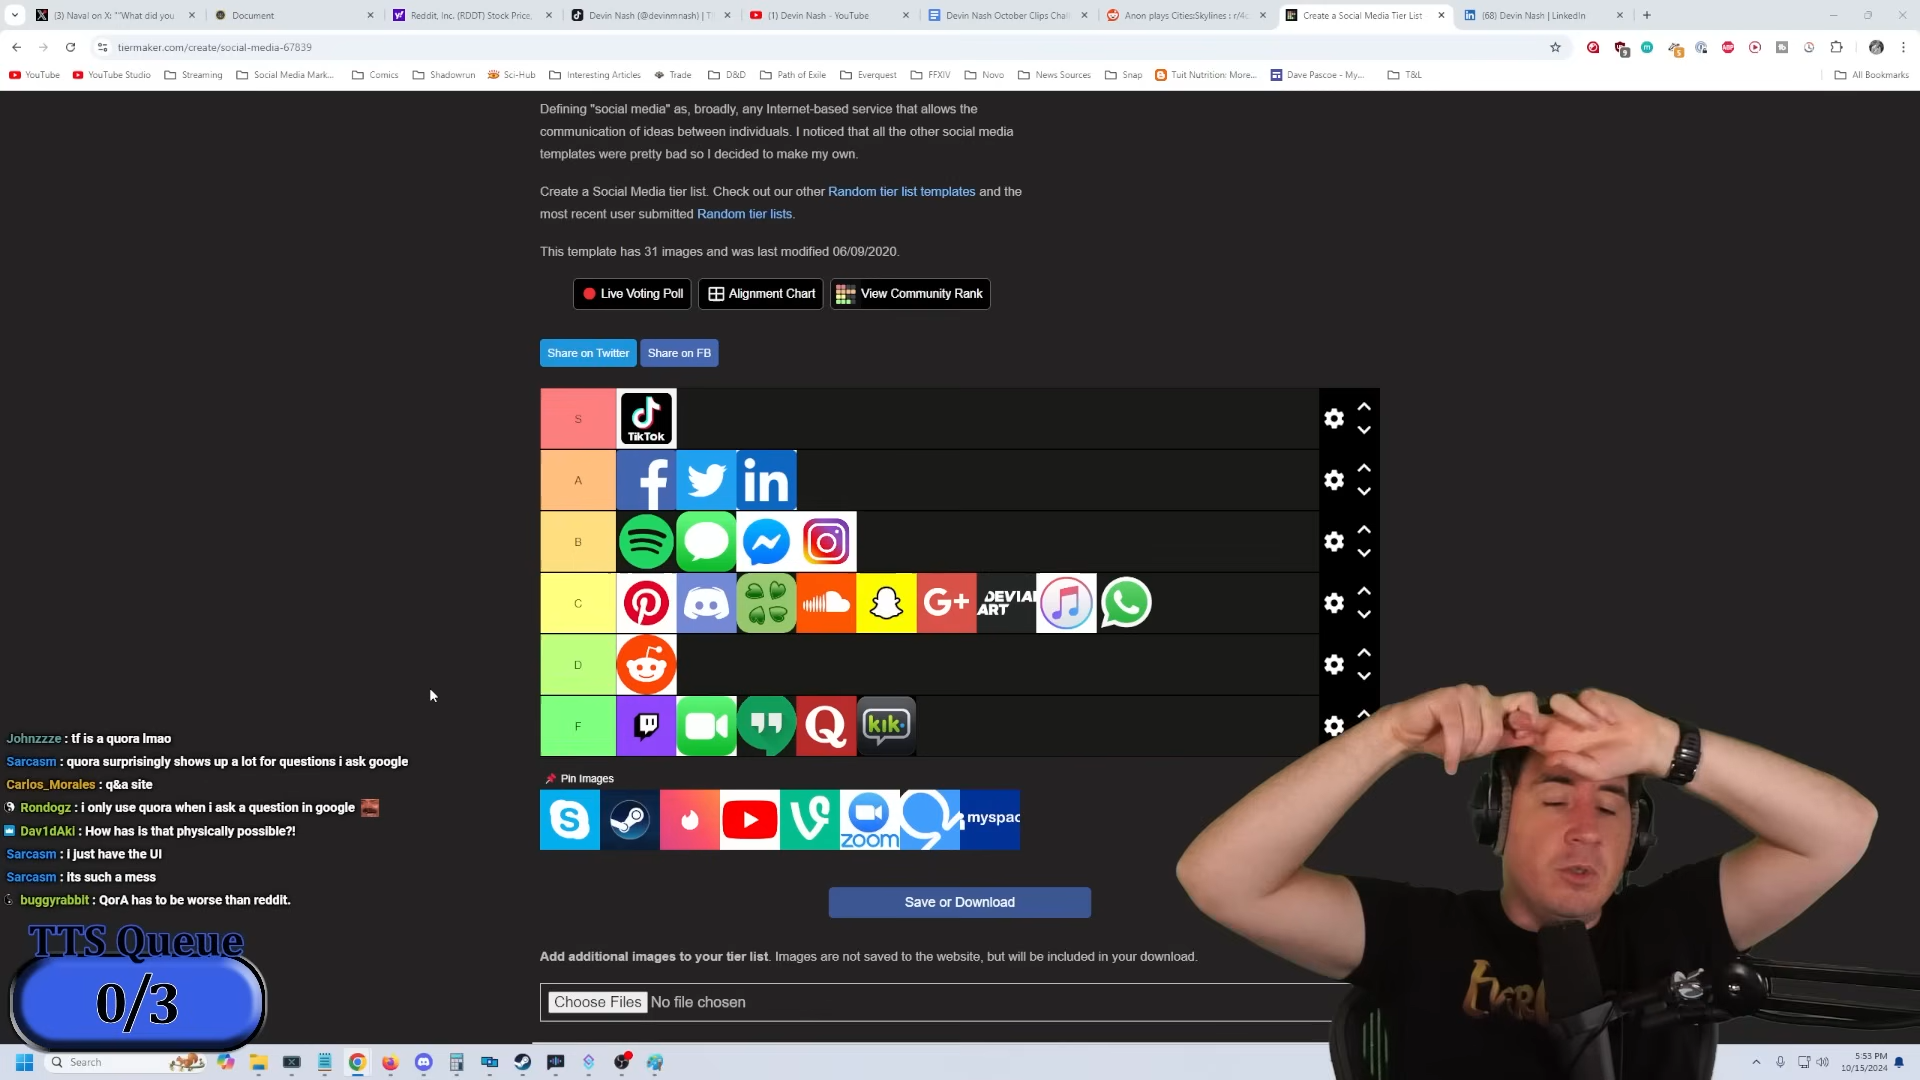 (3) Naval on X: ""What did you
Document
Reddit, Inc. (RDDT) Stock Price,
Devin Nash (@devinmnash) | T
(1) Devin Nash - YouTube
Devin Nash October Clips Chal
Anon plays Cities:Skylines : r/4c
Create a Social Media Tier List
(68) Devin Nash | LinkedIn
tiermaker.com/create/social-media-67839
YouTube
YouTube Studio
Streaming
Social Media Mark...
Comics
Shadowrun
Sci-Hub
Interesting Articles
Trade
D&D
Path of Exile
Everquest
FFXIV
Novo
News Sources
Snap
Tuit Nutrition: More...
Dave Pascoe - My...
T&L
All Bookmarks
Defining "social media" as, broadly, any Internet-based service that allows the
communication of ideas between individuals. I noticed that all the other social media
templates were pretty bad so I decided to make my own.
Create a Social Media tier list. Check out our other Random tier list templates and the
most recent user submitted Random tier lists.
This template has 31 images and was last modified 06/09/2020.
Live Voting Poll
Alignment Chart
View Community Rank
Share on Twitter
Share on FB
S
TikTok
A
f
in
B
C
G+
DEVIAN
ART
D
F
Q
kik.
Pin Images
S
zoom
myspac
Save or Download
Add additional images to your tier list. Images are not saved to the website, but will be included in your download.
Choose Files No file chosen
Johnzzze : tf is a quora lmao
Sarcasm : quora surprisingly shows up a lot for questions i ask google
Carlos_Morales : q&a site
Rondogz : i only use quora when i ask a question in google
Dav1dAki : How has is that physically possible?!
Sarcasm : i just have the UI
Sarcasm : its such a mess
buggyrabbit : QorA has to be worse than reddit.
TTS Queue
0/3
Search
5:53 PM
10/15/2024